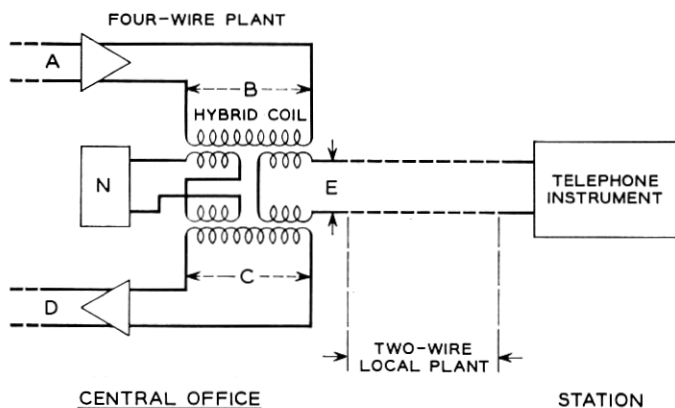 FOUR-WIRE PLANT
A
B
HYBRID COIL
N
E
TELEPHONE
INSTRUMENT
C
D
TWO-WIRE
LOCAL PLANT
CENTRAL OFFICE
STATION